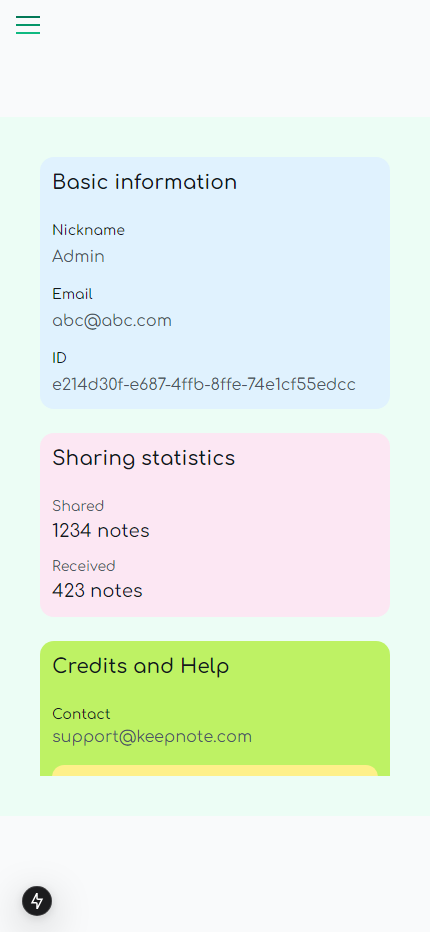 Basic information
Nickname
Admin
Email
abc@abc.com
ID
e214d30f-e687-4ffb-8ffe-74e1cf55edcc
Sharing statistics
Shared
1234 notes
Received
423 notes
Credits and Help
Contact
support@keepnote.com